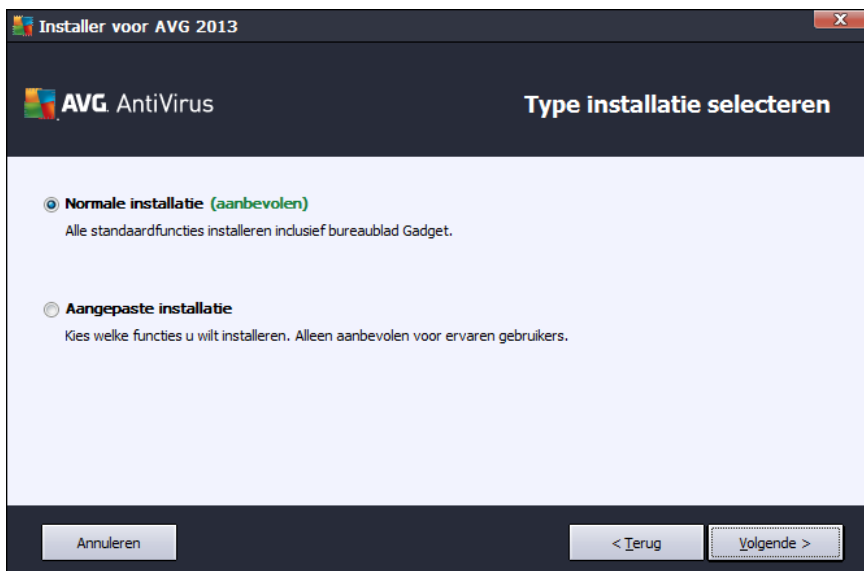 Installer voor AVG 2013
X
AVG. AntiVirus
Type installatie selecteren
Normale installatie (aanbevolen)
Alle standaardfuncties installeren inclusief bureaublad Gadget.
Aangepaste installatie
Kies welke functies u wilt installeren. Alleen aanbevolen voor ervaren gebruikers.
Annuleren
< Terug
Volgende >